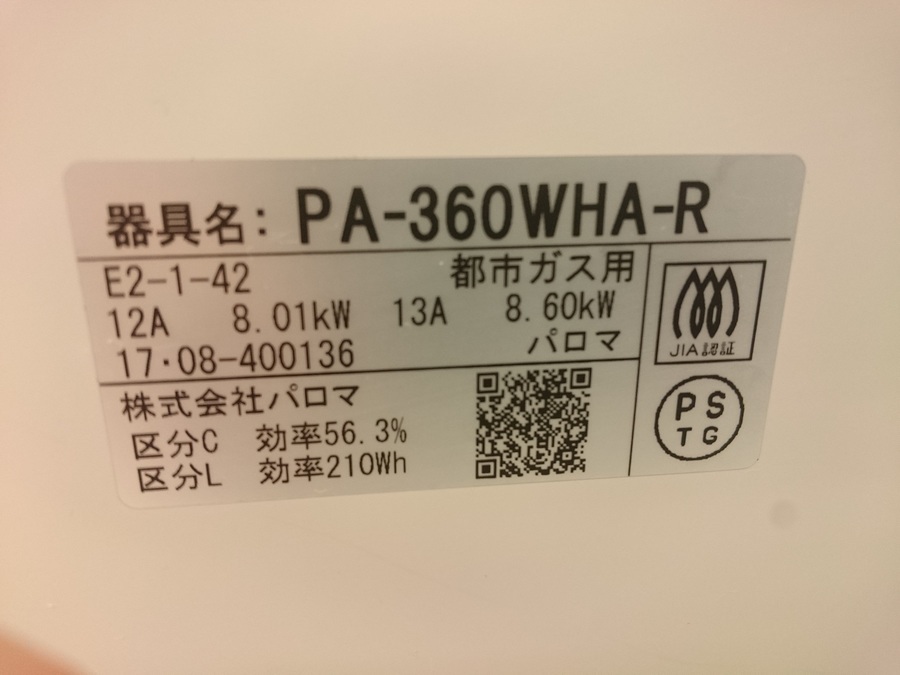 器具名: PA-360WHA-R
E2-1-42 都市ガス用
12A 8.01kW 13A 8.60kW
17・08-400136 パロマ
JIA認証
株式会社パロマ
区分C 効率56.3%
区分L 効率210Wh
PS
TG